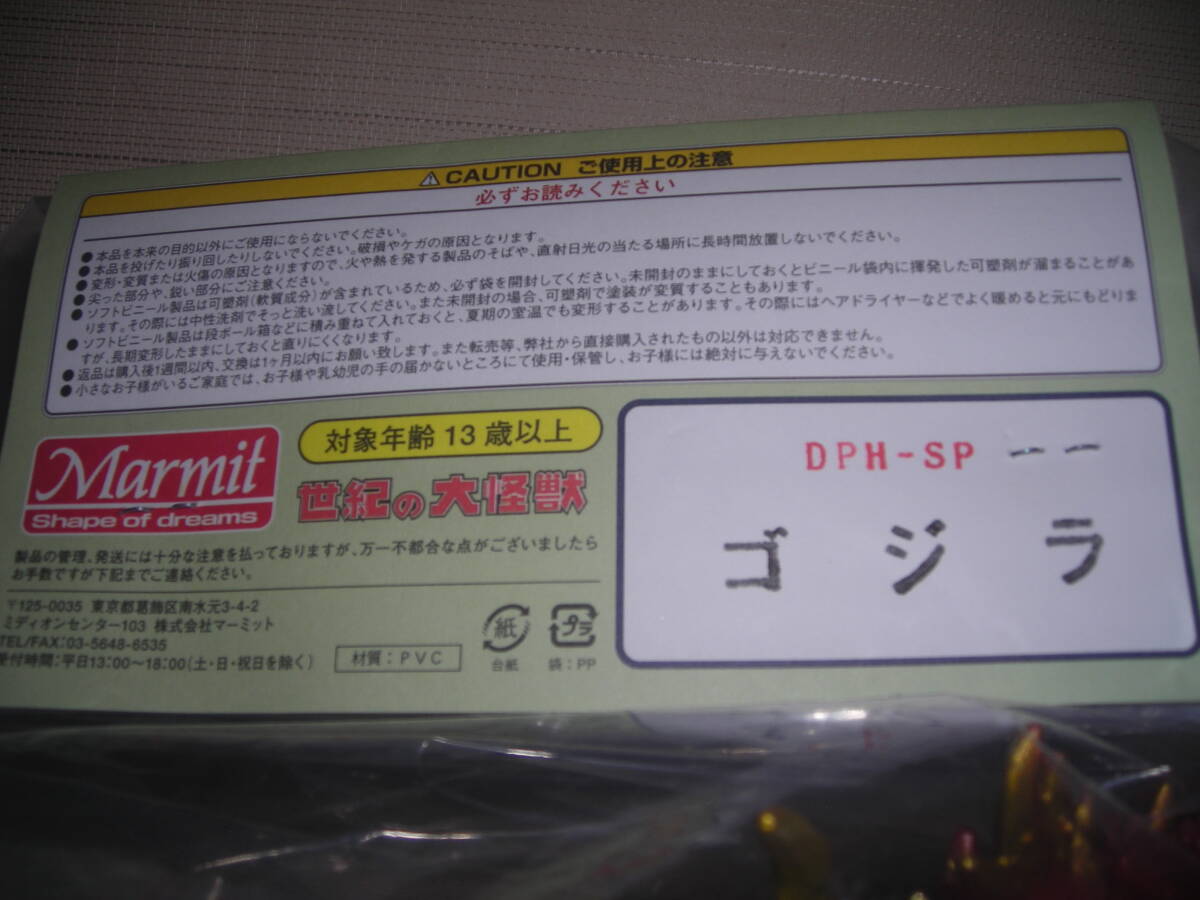 ⚠CAUTION ご使用上の注意
必ずお読みください
●本品を本来の目的以外にご使用にならないでください。
●本品を投げたり振り回したりしないでください。破損やケガの原因となります。
●変形・変質または火傷の原因となりますので、火や熱を発する製品のそばや、直射日光の当たる場所に長時間放置しないでください。
●尖った部分や、鋭い部分にご注意ください。
●ソフトビニール製品は可塑剤(軟質成分)が含まれているため、必ず袋を開封してください。未開封のままにしておくとビニール袋内に揮発した可塑剤が溜まることがあ
ります。その際には中性洗剤でそっと洗い流してください。また未開封の場合、可塑剤で塗装が変質することもあります。
●ソフトビニール製品は段ボール箱などに積み重ねて入れておくと、夏期の室温でも変形することがあります。その際にはヘアドライヤーなどでよく暖めると元にもどりま
すが、長期変形したままにしておくと直りにくくなります。
●返品は購入後1週間以内、交換は1ヶ月以内にお願い致します。また転売等、弊社から直接購入されたもの以外は対応できません。
●小さなお子様がいるご家庭では、お子様や乳幼児の手の届かないところにて使用・保管し、お子様には絶対に与えないでください。
Marmit
Shape of dreams
対象年齢13歳以上
世紀の大怪獣
製品の管理、発送には十分な注意を払っておりますが、万一不都合な点がございましたら
お手数ですが下記までご連絡ください。
〒125-0035 東京都葛飾区南水元3-4-2
ミディオンセンター103 株式会社マーミット
TEL/FAX:03-5648-6535
受付時間:平日13:00〜18:00(土・日・祝日を除く)
材質:PVC
紙
台紙
プラ
袋:PP
DPH-SP ーー
ゴジラ